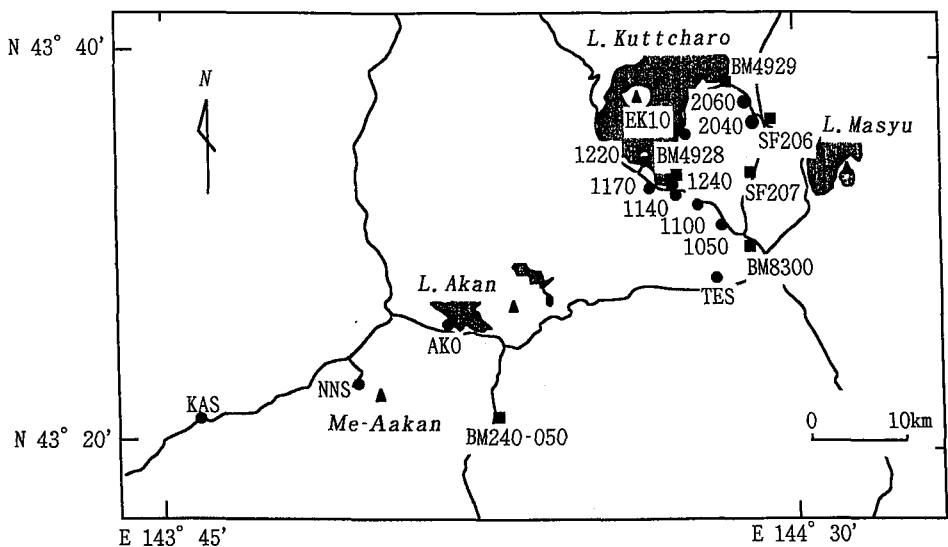 N 43° 40'
L. Kuttcharo
BM4929
N
2060
EK10
2040
SF206
L. Masyu
1220
BM4928
1240
SF207
1170
1140
1100
1050
BM8300
L. Akan
TES
AKO
NNS
KAS
Me-Aakan
0 10km
N 43° 20'
BM240-050
E 143° 45'
E 144° 30'